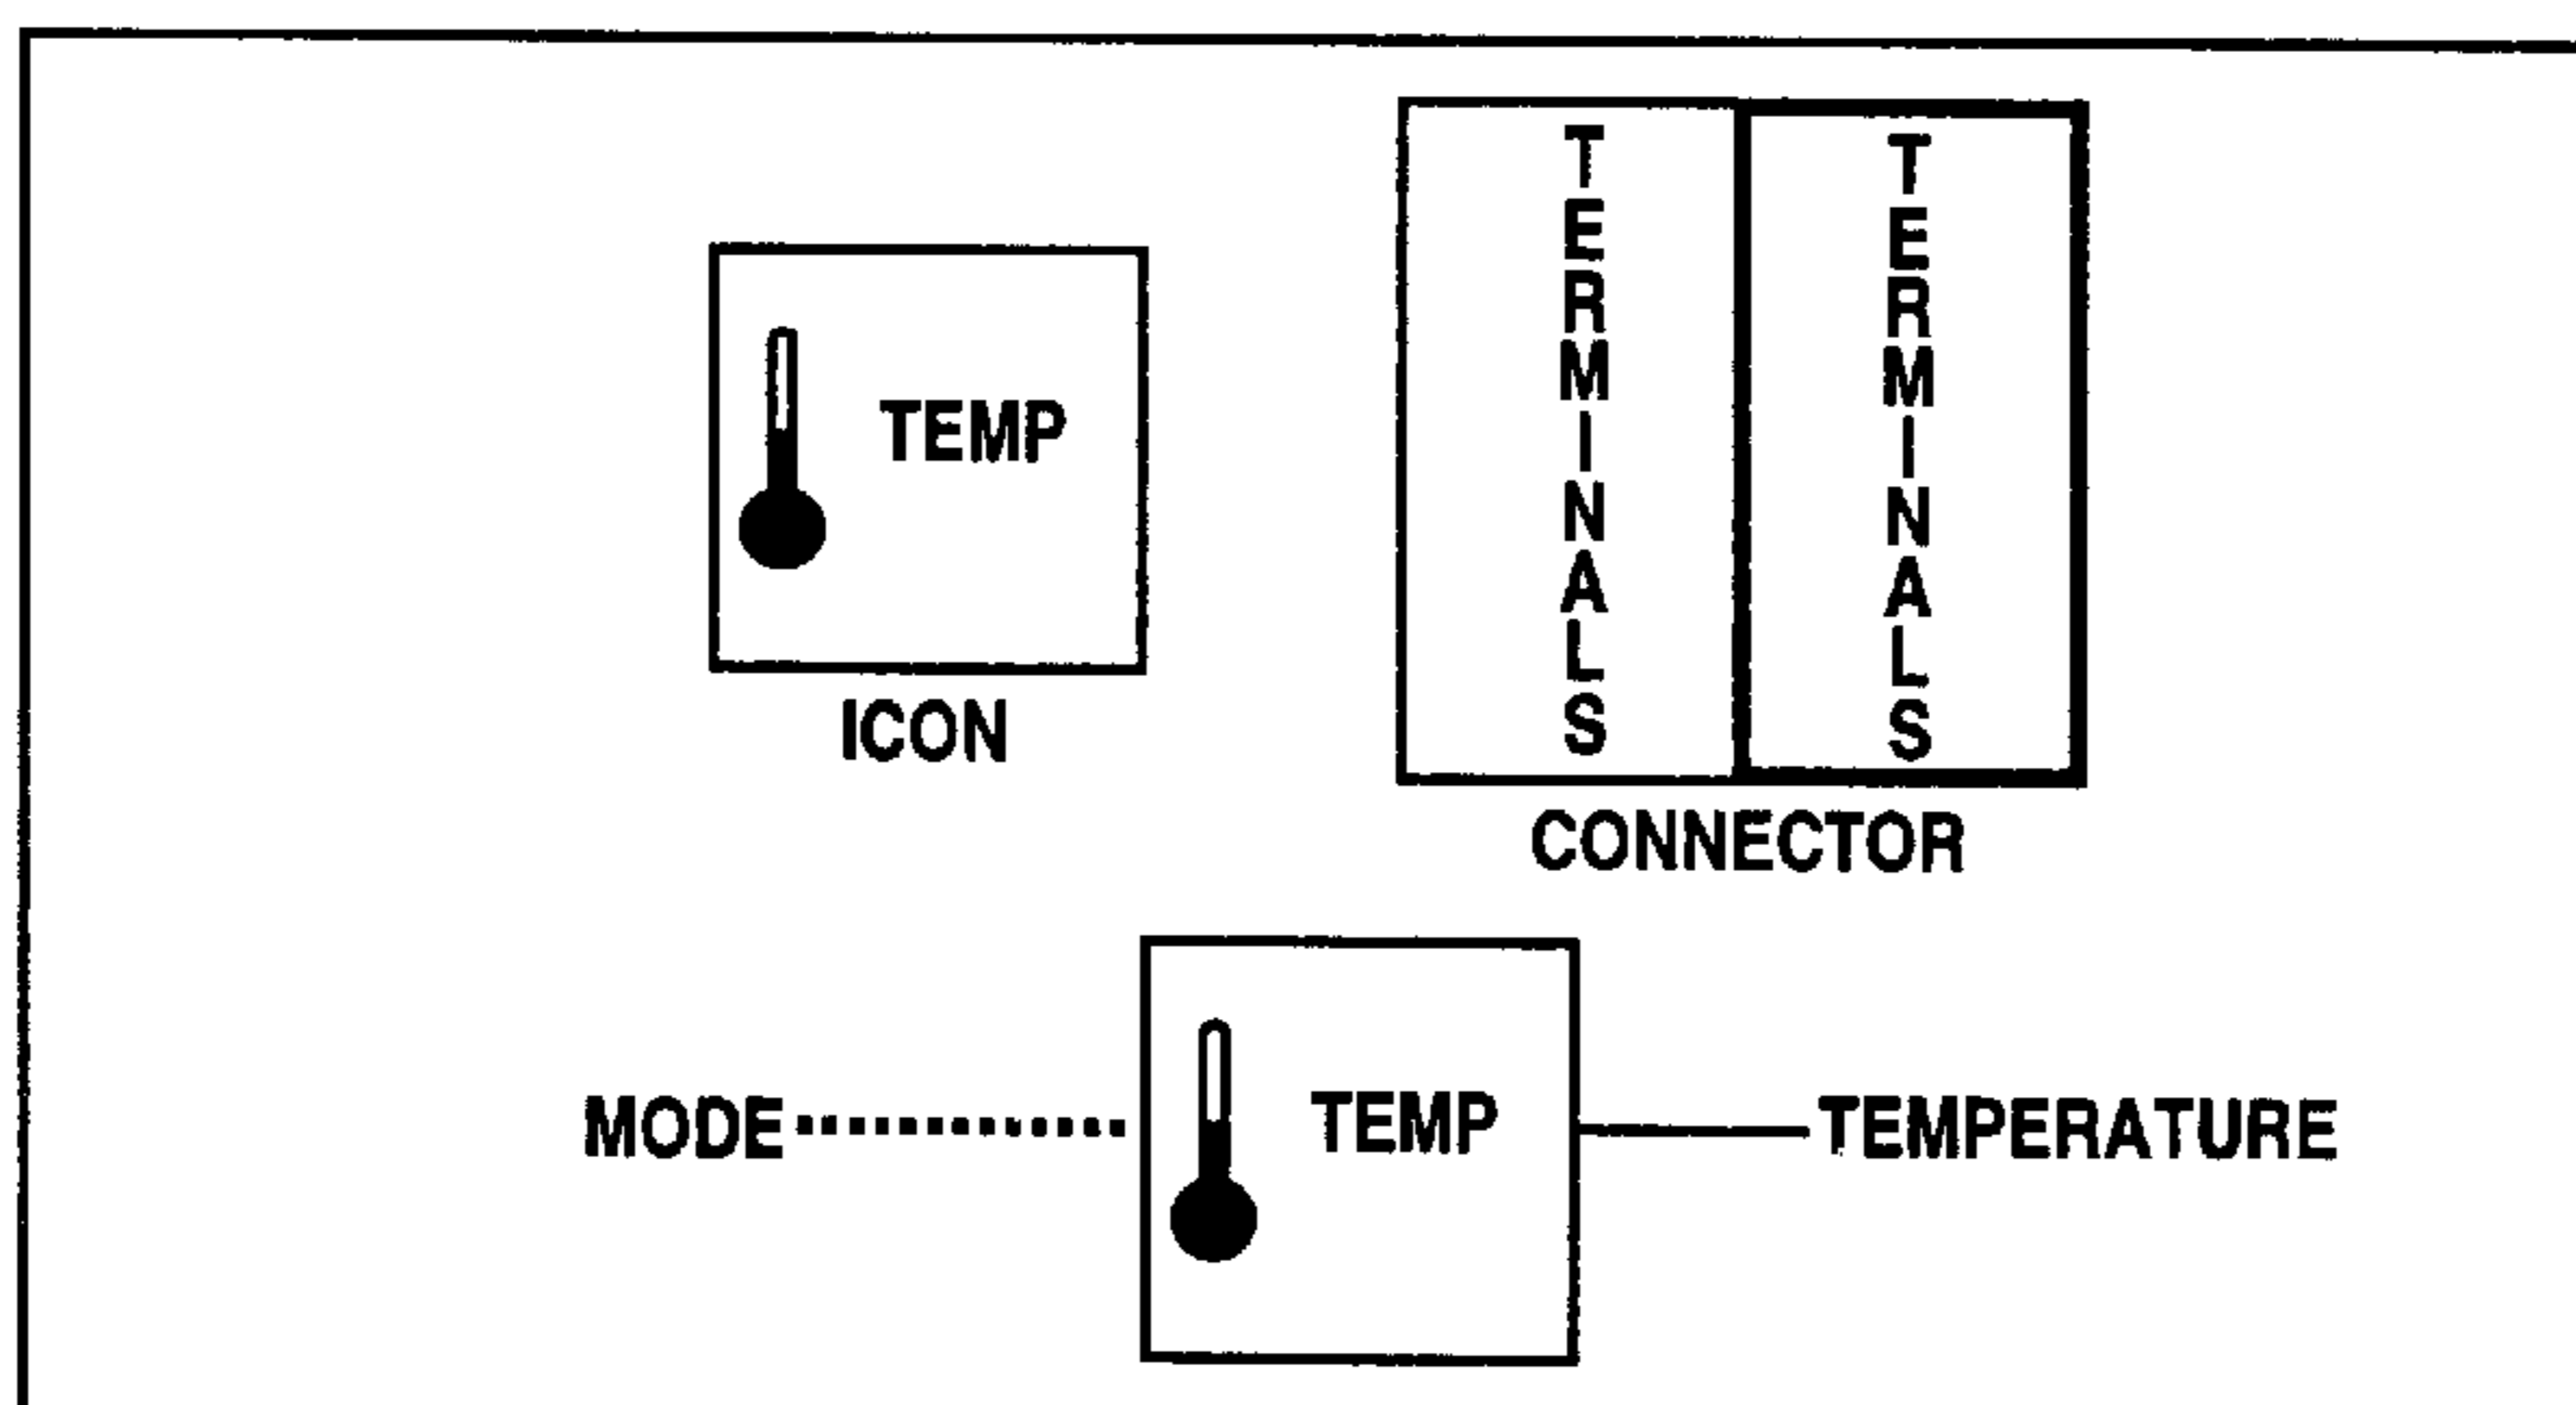 TEMP
ICON
TERMINALS
TERMINALS
CONNECTOR
MODE
TEMP
TEMPERATURE